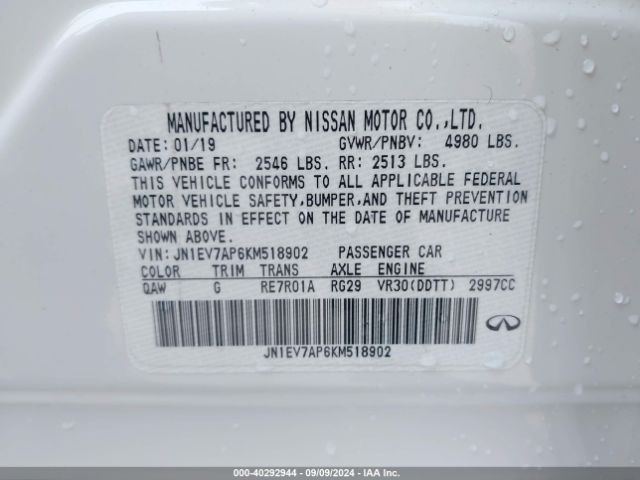 MANUFACTURED BY NISSAN MOTOR CO.,LTD.
DATE: 01/19 GVWR/PNBV: 4980 LBS.
GAWR/PNBE FR: 2546 LBS. RR: 2513 LBS.
THIS VEHICLE CONFORMS TO ALL APPLICABLE FEDERAL
MOTOR VEHICLE SAFETY,BUMPER,AND THEFT PREVENTION
STANDARDS IN EFFECT ON THE DATE OF MANUFACTURE
SHOWN ABOVE.
VIN: JN1EV7AP6KM518902 PASSENGER CAR
COLOR TRIM TRANS AXLE ENGINE
QAW G RE7R01A RG29 VR30(DDTT) 2997CC
JN1EV7AP6KM518902
000-40292944 - 09/09/2024 - IAA Inc.